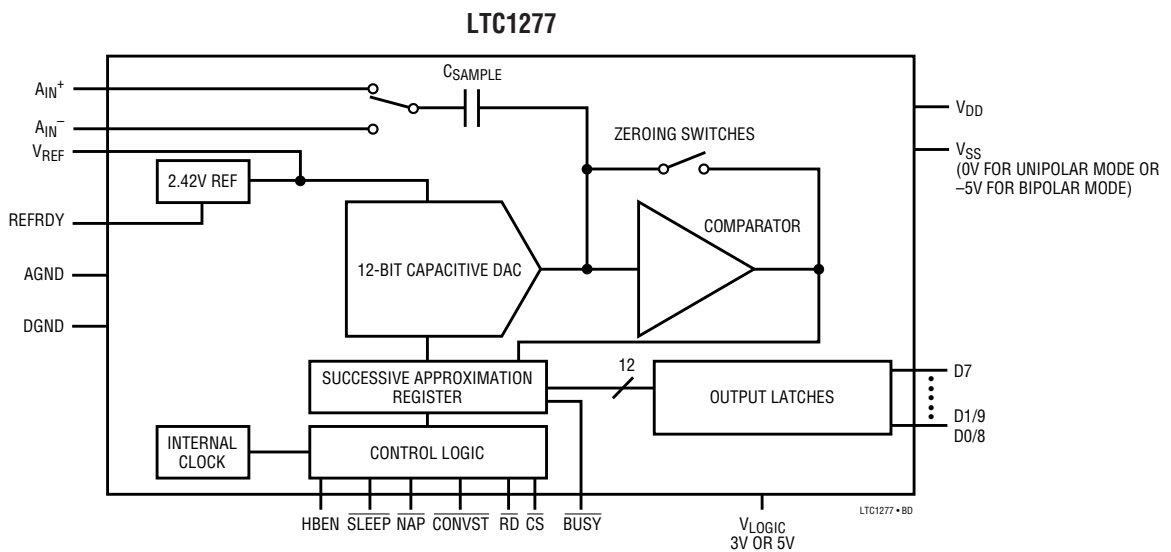 LTC1277
AIN+
CSAMPLE
AIN–
VREF
ZEROING SWITCHES
VDD
VSS
(0V FOR UNIPOLAR MODE OR
–5V FOR BIPOLAR MODE)
2.42V REF
REFRDY
COMPARATOR
12-BIT CAPACITIVE DAC
AGND
DGND
SUCCESSIVE APPROXIMATION
REGISTER
12
OUTPUT LATCHES
D7
D1/9
D0/8
INTERNAL
CLOCK
CONTROL LOGIC
HBEN
SLEEP
NAP
CONVST
RD
CS
BUSY
VLOGIC
3V OR 5V
LTC1277 • BD